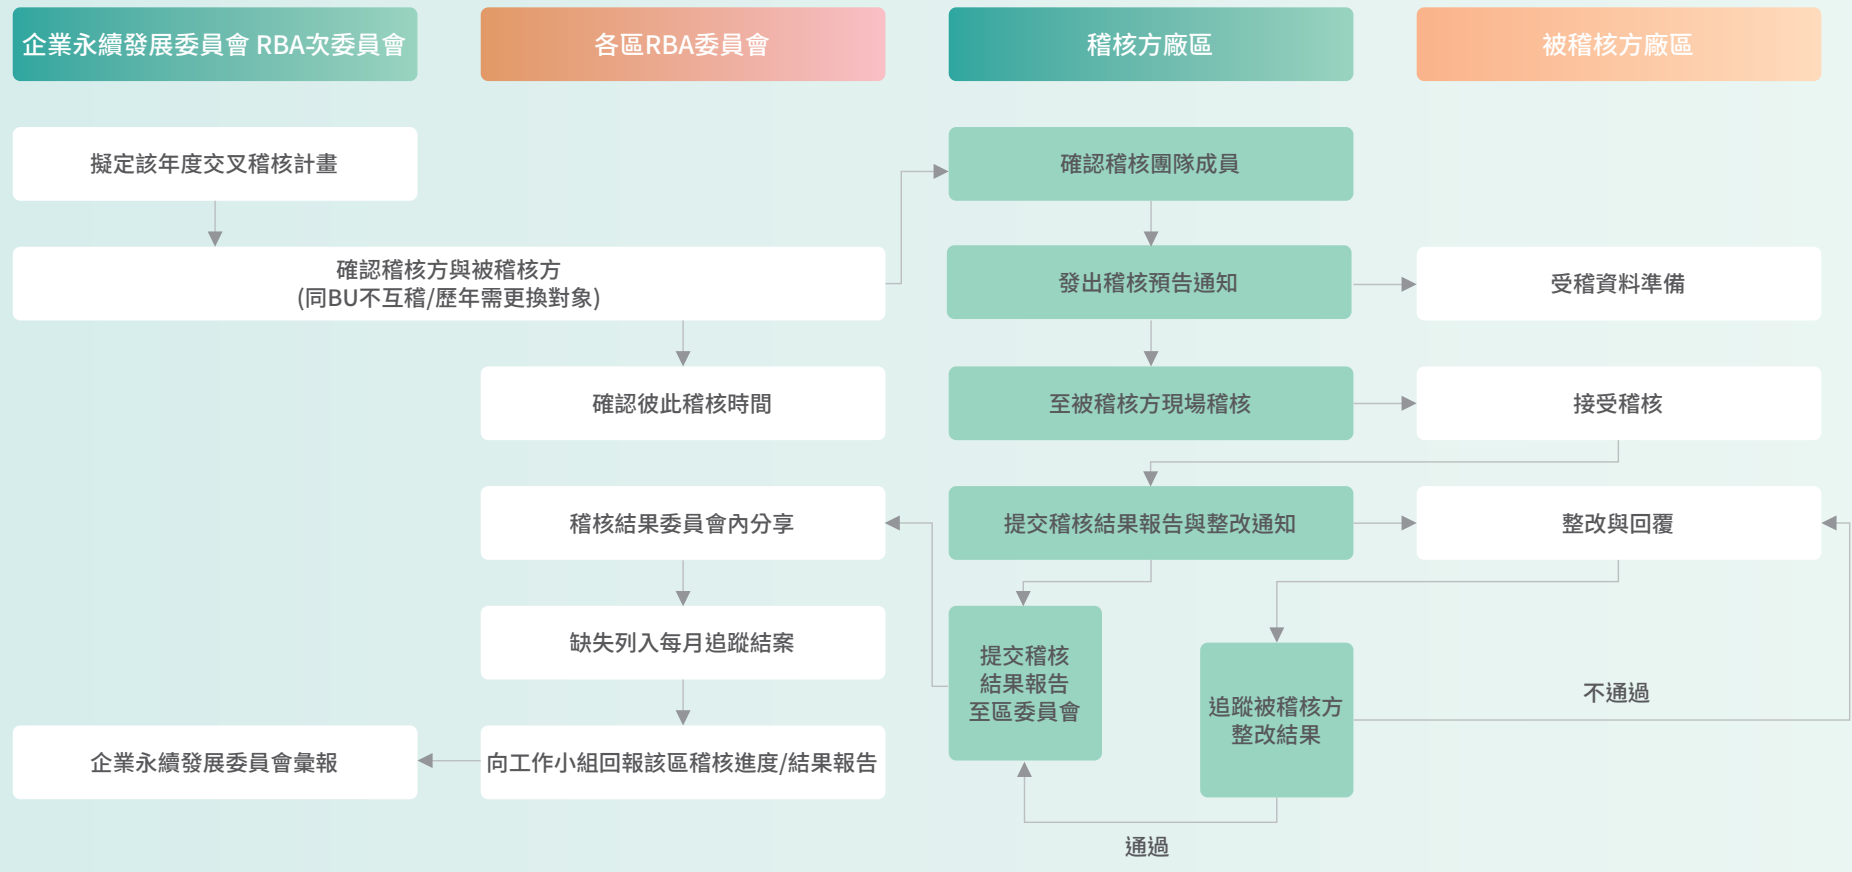 企業永續發展委員會 RBA次委員會
各區RBA委員會
稽核方廠區
被稽核方廠區
擬定該年度交叉稽核計畫
確認稽核團隊成員
確認稽核方與被稽核方
(同BU不互稽/歷年需更換對象)
發出稽核預告通知
受稽資料準備
確認彼此稽核時間
至被稽核方現場稽核
接受稽核
稽核結果委員會內分享
提交稽核結果報告與整改通知
整改與回覆
缺失列入每月追蹤結案
提交稽核
結果報告
至區委員會
追蹤被稽核方
整改結果
不通過
企業永續發展委員會彙報
向工作小組回報該區稽核進度/結果報告
通過